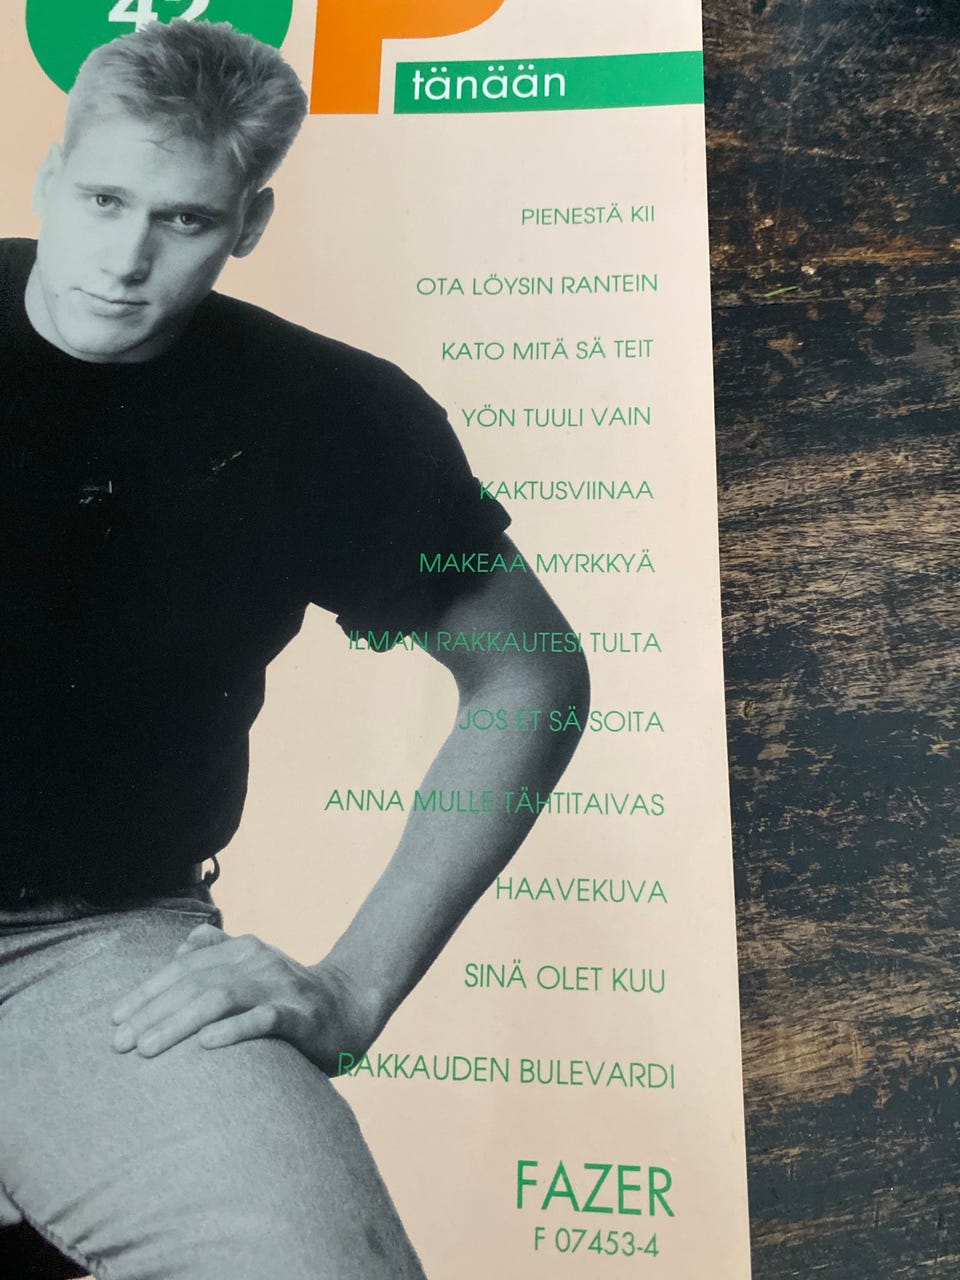 42
P
tänään
PIENESTÄ KII
OTA LÖYSIN RANTEIN
KATO MITÄ SÄ TEIT
YÖN TUULI VAIN
KAKTUSVIINAA
MAKEAA MYRKKYÄ
ILMAN RAKKAUTESI TULTA
JOS ET SÄ SOITA
ANNA MULLE TÄHTITAIVAS
HAAVEKUVA
SINÄ OLET KUU
RAKKAUDEN BULEVARDI
FAZER
F 07453-4